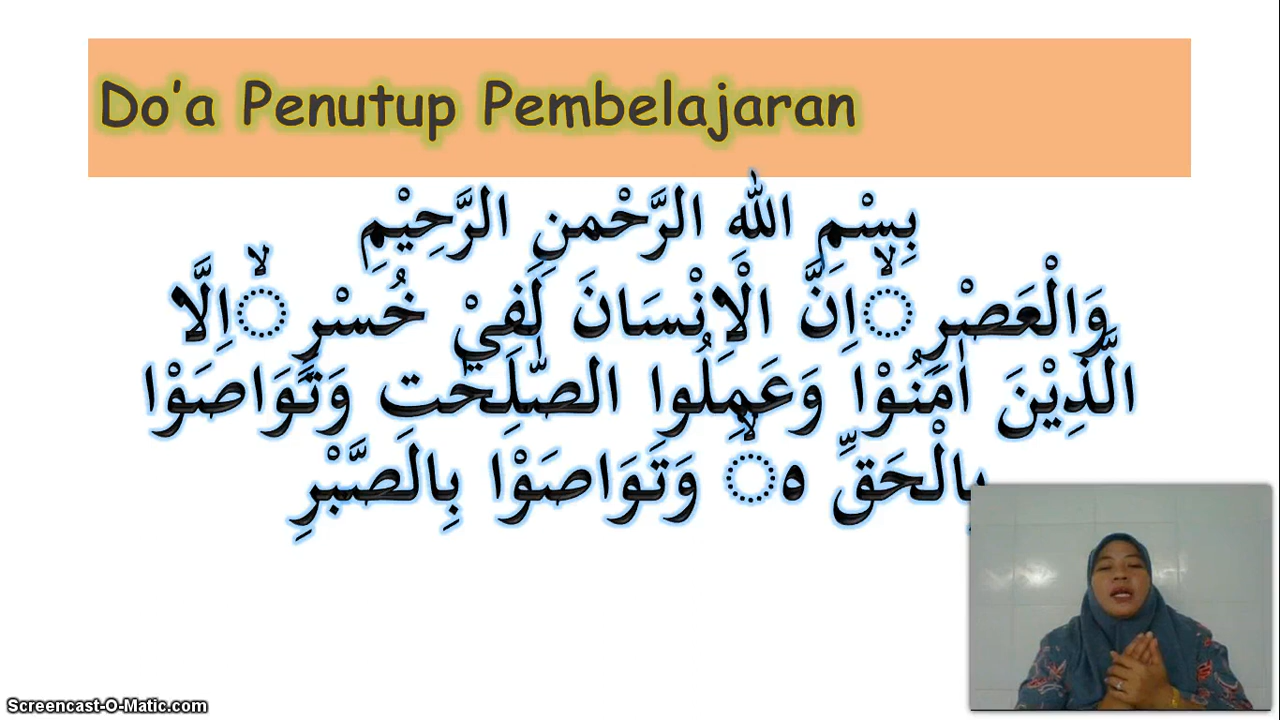 Do'a Penutup Pembelajaran
بِسْمِ اللّٰهِ الرَّحْمنِ الرَّحِيْمِ
وَالْعَصْرِۙ اِنَّ الْاِنْسَانَ لَفِيْ خُسْرٍۙ اِلَّا
الَّذِيْنَ اٰمَنُوْا وَعَمِلُوا الصّٰلِحٰتِ وَتَوَاصَوْا
بِالْحَقِّ ەۙ وَتَوَاصَوْا بِالصَّبْرِ
Screencast-O-Matic.com